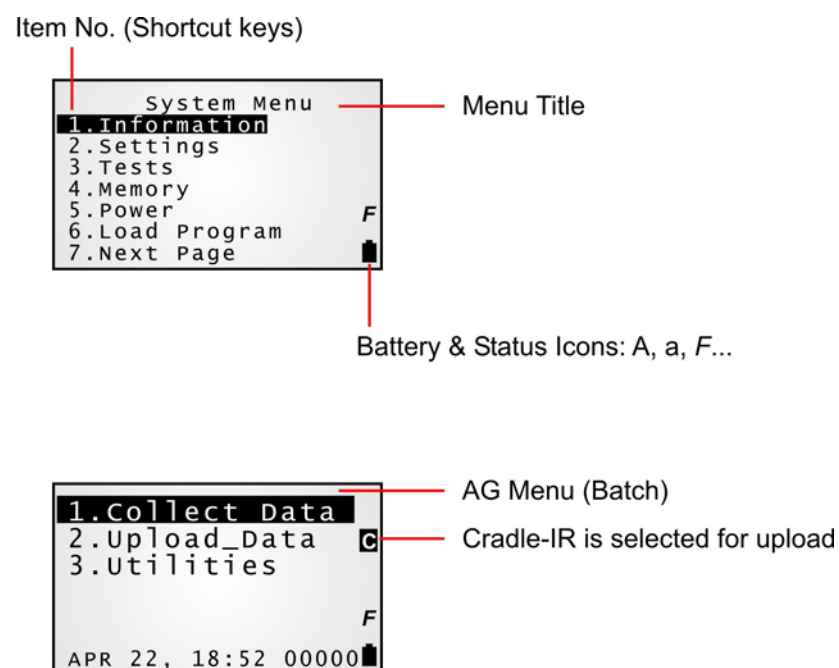 Item No. (Shortcut keys)
System Menu
Menu Title
1.Information
2.Settings
3.Tests
4.Memory
5.Power
F
6.Load Program
7.Next Page
Battery & Status Icons: A, a, F...
AG Menu (Batch)
1.Collect Data
2.Upload_Data
C
Cradle-IR is selected for upload
3.Utilities
F
APR 22, 18:52 00000